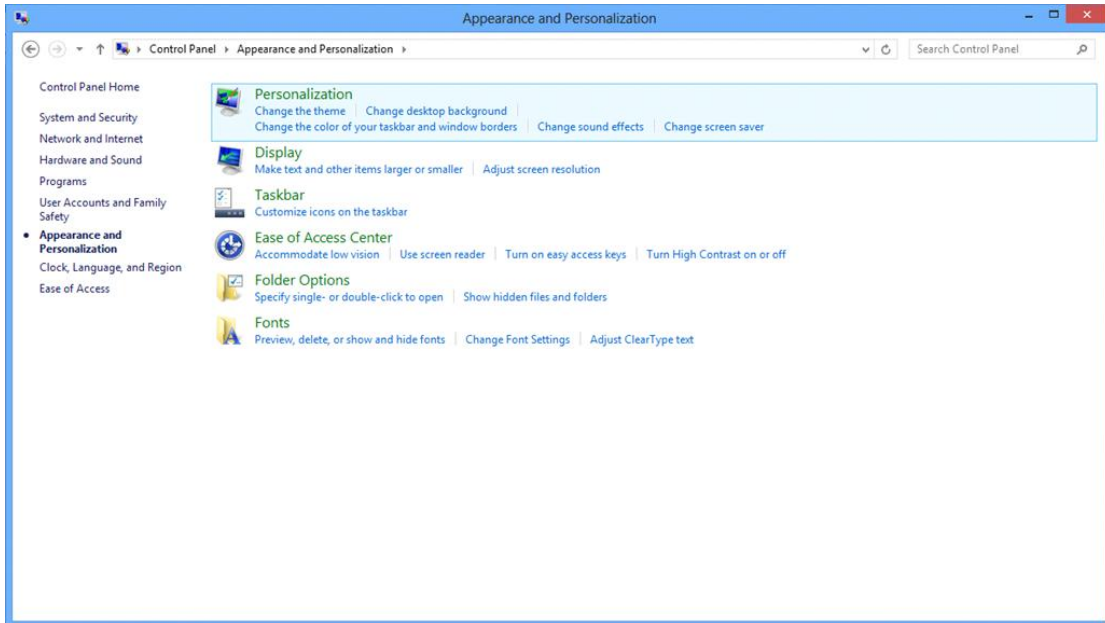 Appearance and Personalization
Control Panel Appearance and Personalization
Search Control Panel
Control Panel Home
System and Security
Network and Internet
Hardware and Sound
Programs
User Accounts and Family
Safety
Appearance and
Personalization
Clock, Language, and Region
Ease of Access
Personalization
Change the theme Change desktop background
Change the color of your taskbar and window borders Change sound effects Change screen saver
Display
Make text and other items larger or smaller Adjust screen resolution
Taskbar
Customize icons on the taskbar
Ease of Access Center
Accommodate low vision Use screen reader Turn on easy access keys Turn High Contrast on or off
Folder Options
Specify single- or double-click to open Show hidden files and folders
Fonts
Preview, delete, or show and hide fonts Change Font Settings Adjust ClearType text